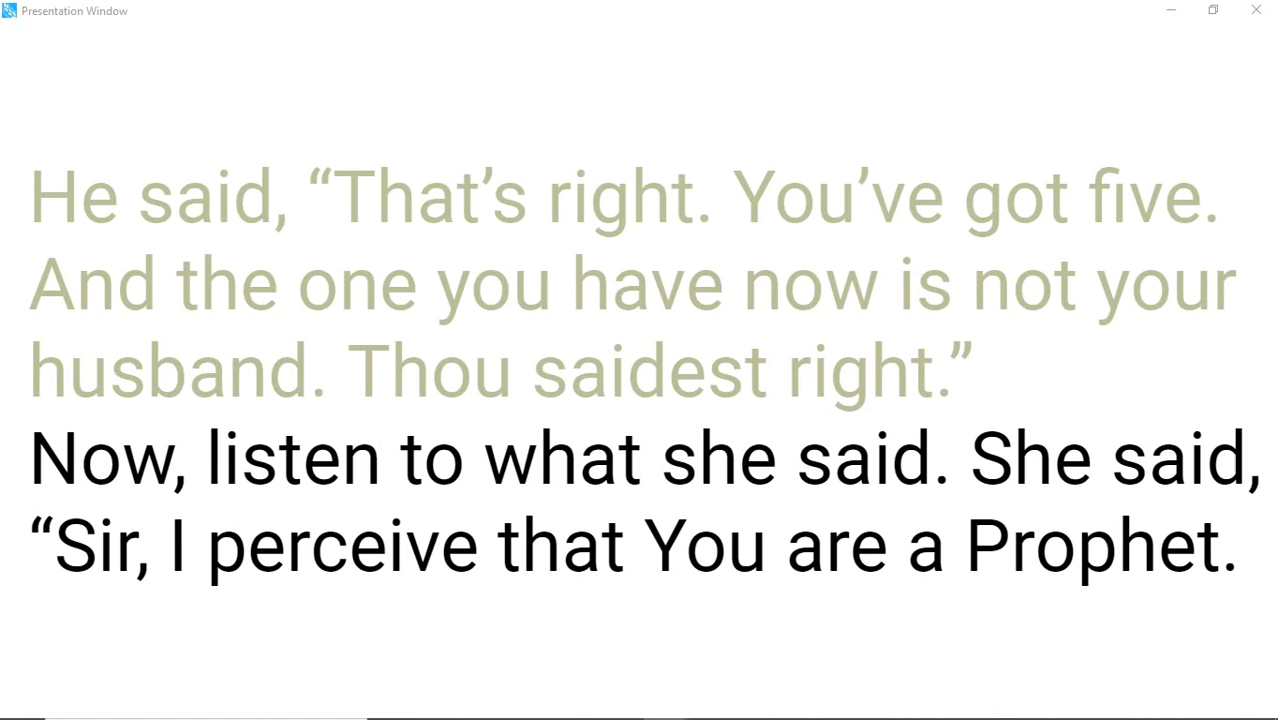 Presentation Window
He said, “That’s right. You’ve got five.
And the one you have now is not your
husband. Thou saidest right.”
Now, listen to what she said. She said,
“Sir, I perceive that You are a Prophet.